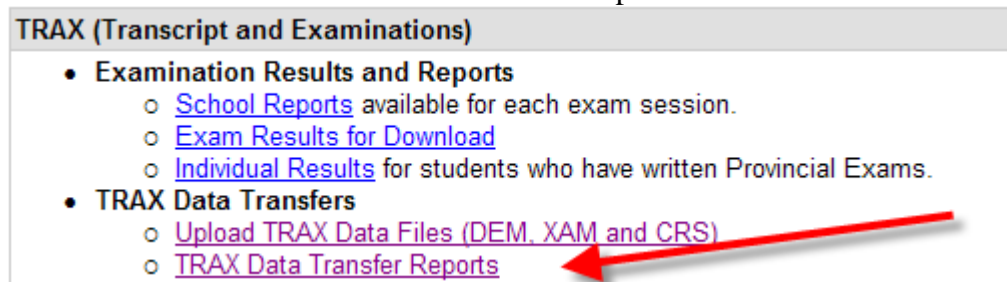 TRAX (Transcript and Examinations)
• Examination Results and Reports
o School Reports available for each exam session.
o Exam Results for Download
o Individual Results for students who have written Provincial Exams.
• TRAX Data Transfers
o Upload TRAX Data Files (DEM, XAM and CRS)
o TRAX Data Transfer Reports